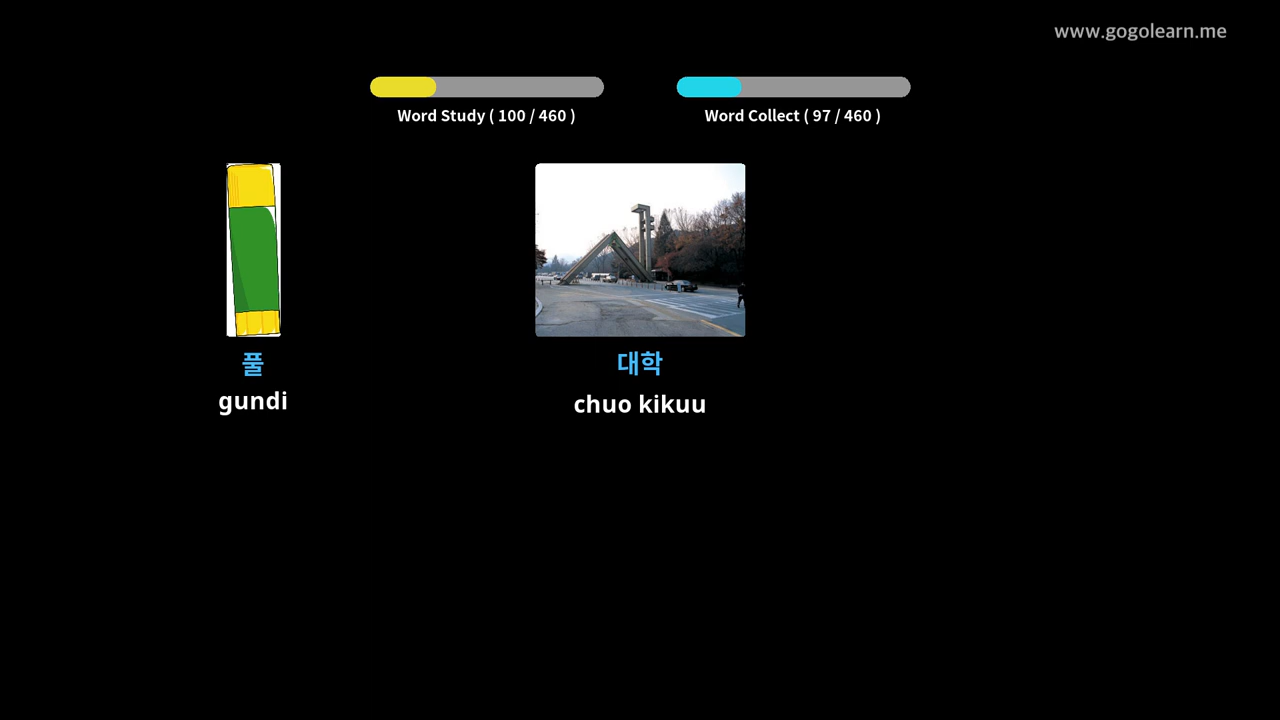 www.gogolearn.me
Word Study ( 100 / 460 )
Word Collect ( 97 / 460 )
풀
gundi
대학
chuo kikuu